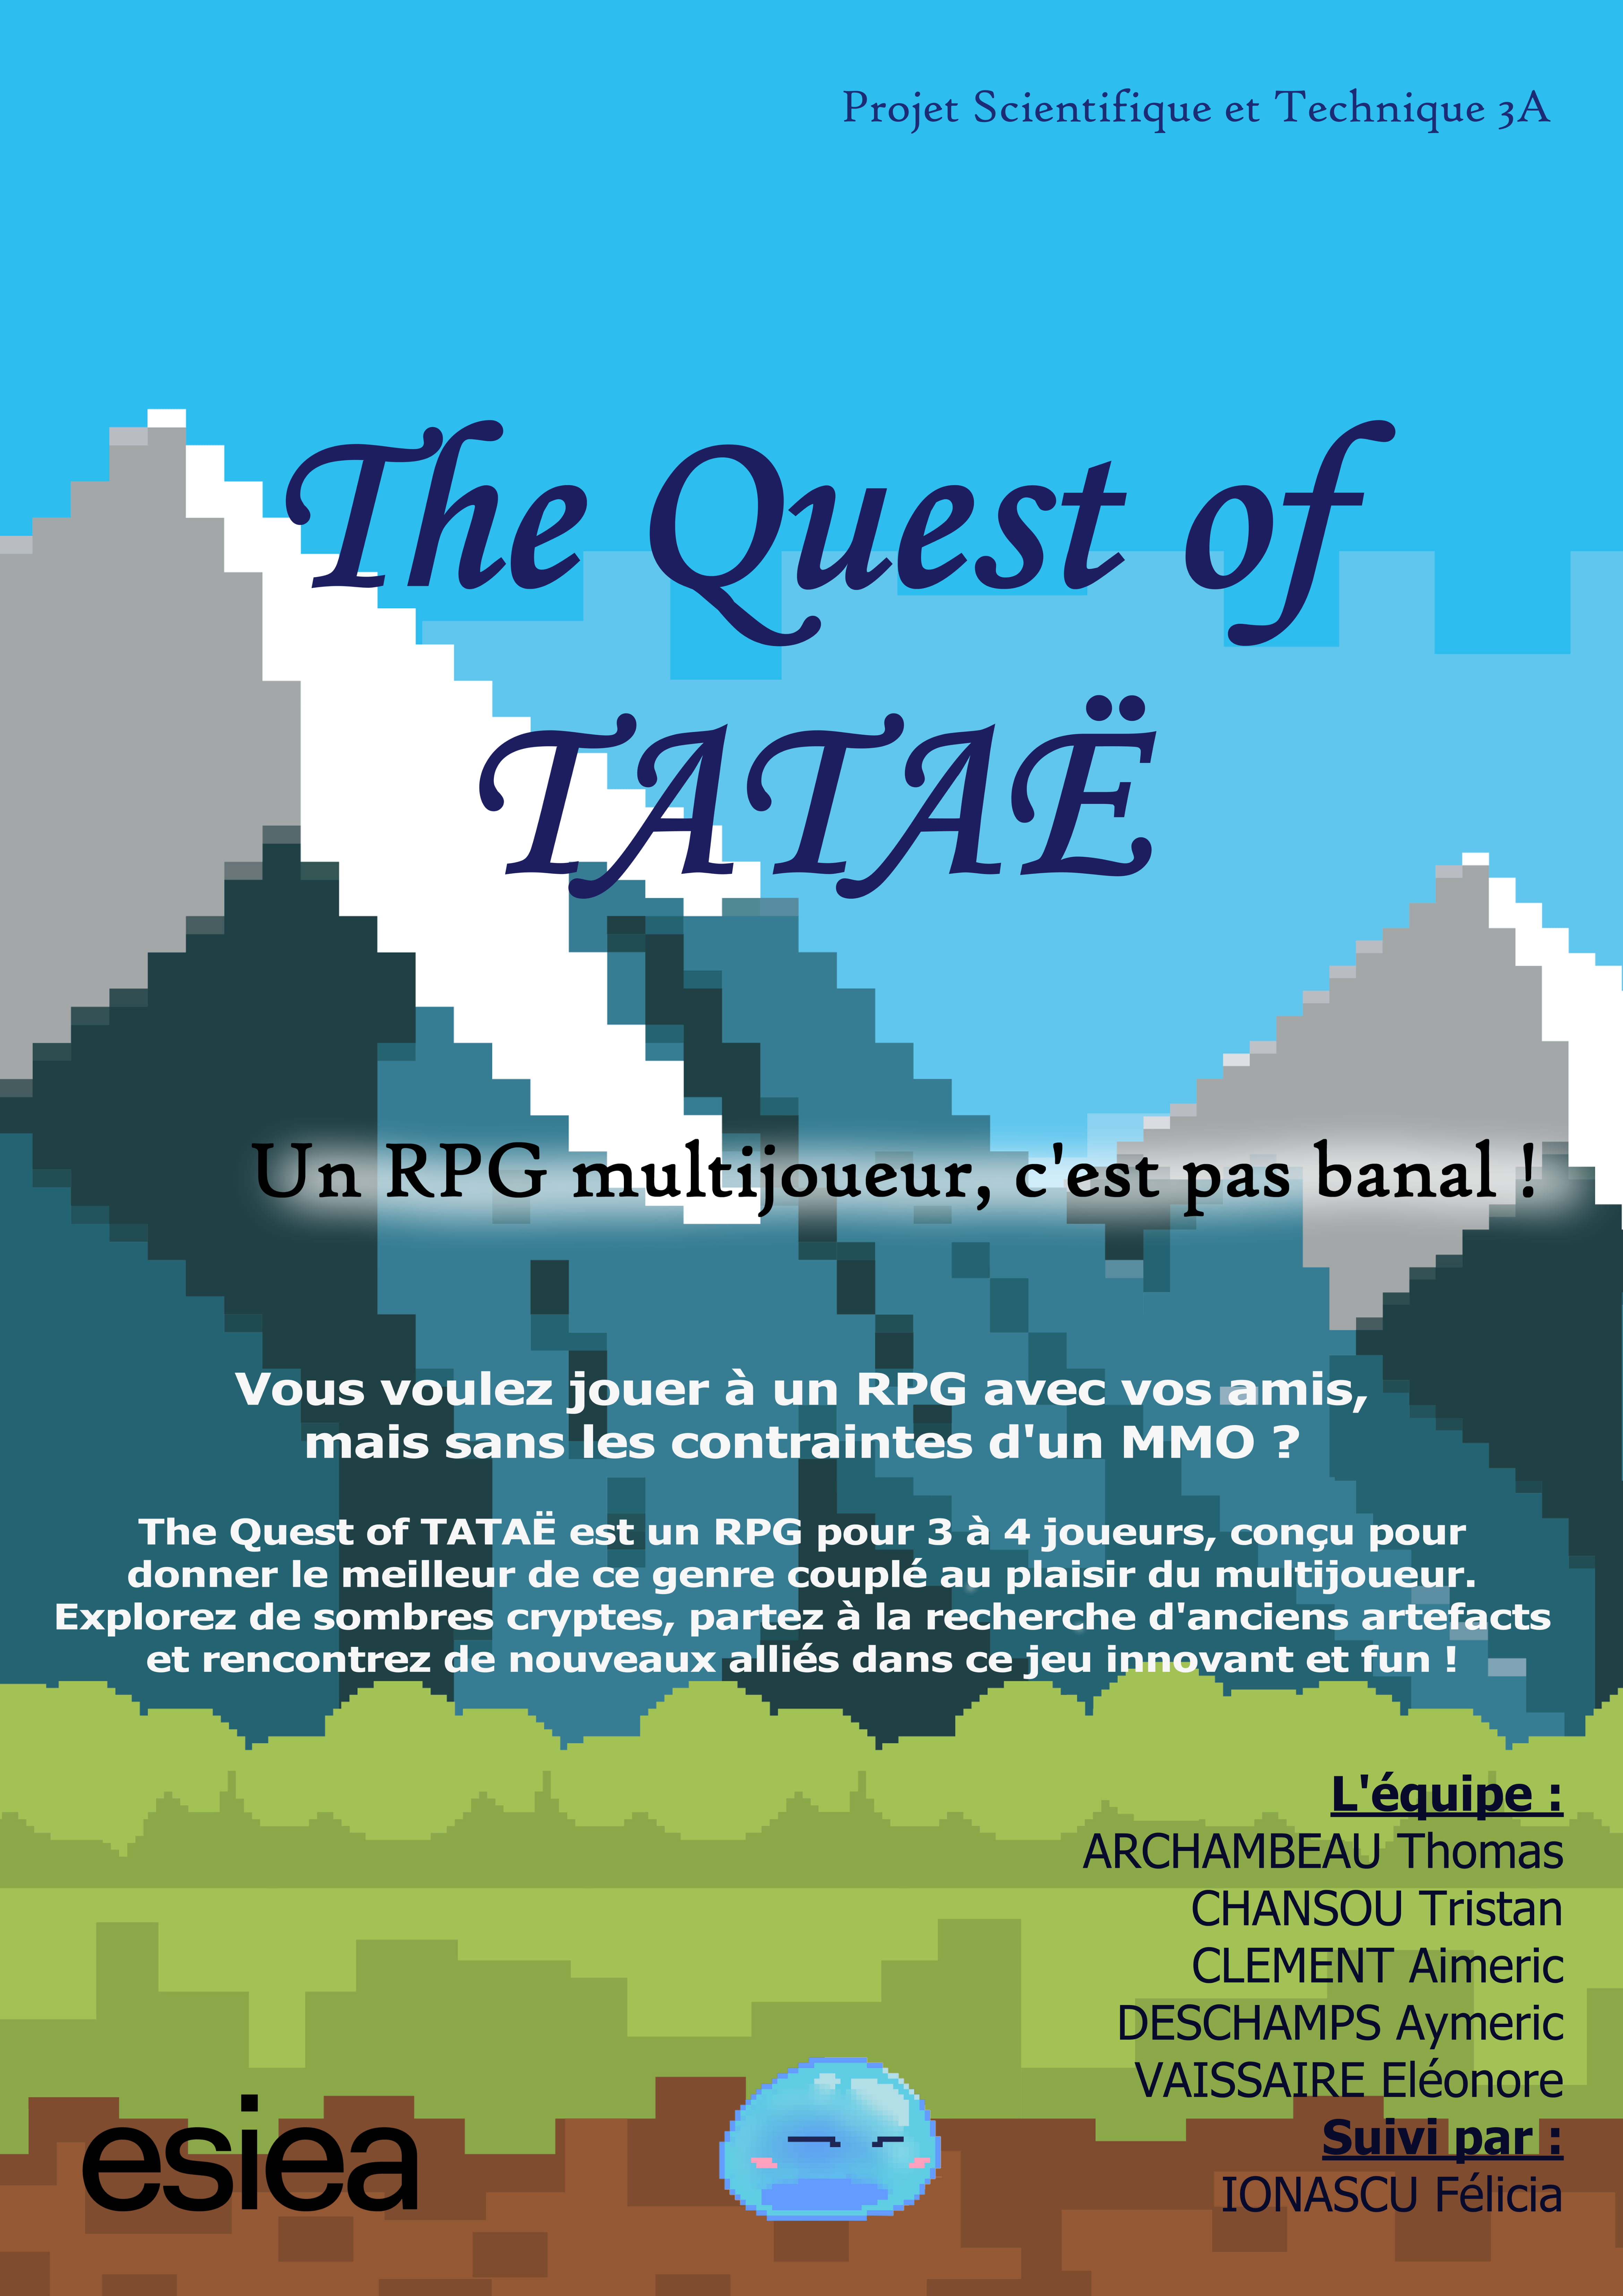 Projet Scientifique et Technique 3A
The Quest of
TATAË
Un RPG multijoueur, c'est pas banal !
Vous voulez jouer à un RPG avec vos amis,
mais sans les contraintes d'un MMO ?
The Quest of TATAË est un RPG pour 3 à 4 joueurs, conçu pour
donner le meilleur de ce genre couplé au plaisir du multijoueur.
Explorez de sombres cryptes, partez à la recherche d'anciens artefacts
et rencontrez de nouveaux alliés dans ce jeu innovant et fun !
L'équipe :
ARCHAMBEAU Thomas
CHANSOU Tristan
CLEMENT Aimeric
DESCHAMPS Aymeric
VAISSAIRE Eléonore
Suivi par :
IONASCU Félicia
esiea